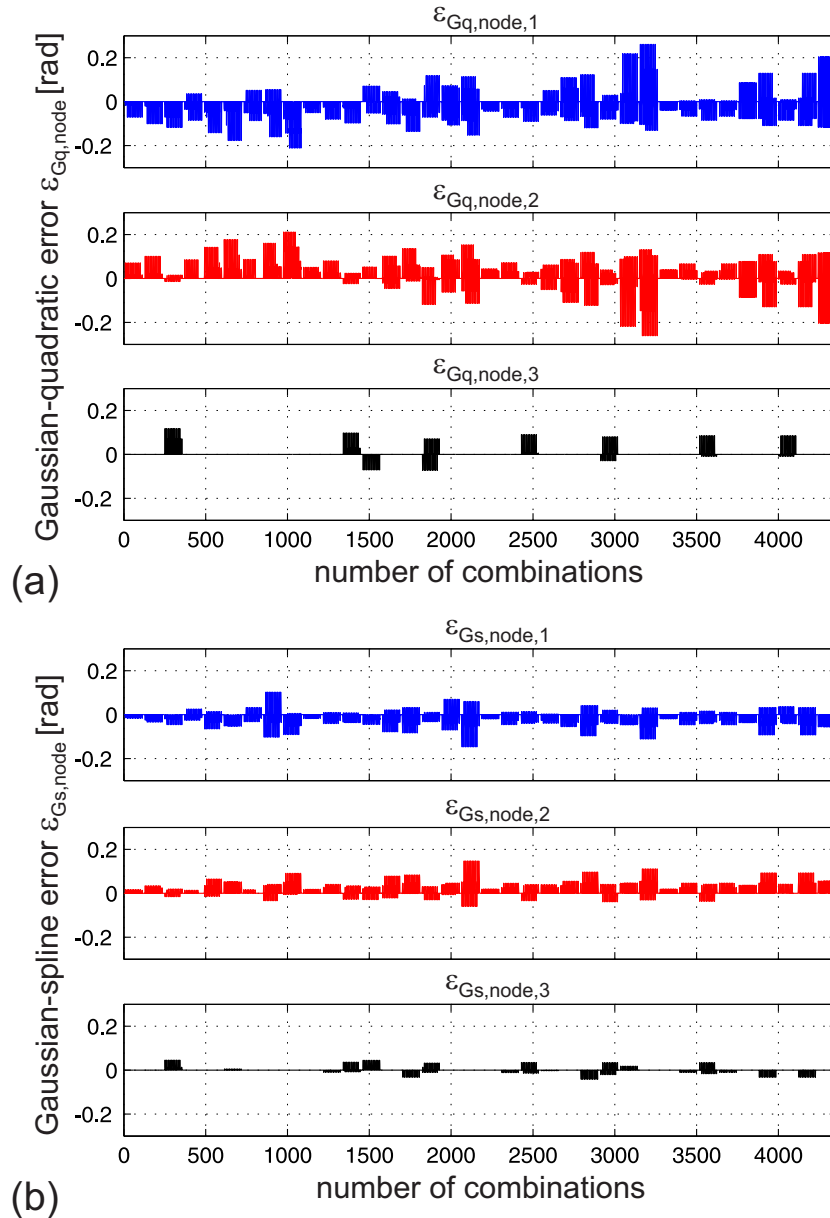 ε_Gq,node,1
0.2
0
-0.2
ε_Gq,node,2
0.2
0
-0.2
ε_Gq,node,3
0.2
0
-0.2
Gaussian-quadratic error ε_Gq,node [rad]
0 500 1000 1500 2000 2500 3000 3500 4000
number of combinations
(a)
ε_Gs,node,1
0.2
0
-0.2
ε_Gs,node,2
0.2
0
-0.2
ε_Gs,node,3
0.2
0
-0.2
Gaussian-spline error ε_Gs,node [rad]
0 500 1000 1500 2000 2500 3000 3500 4000
number of combinations
(b)